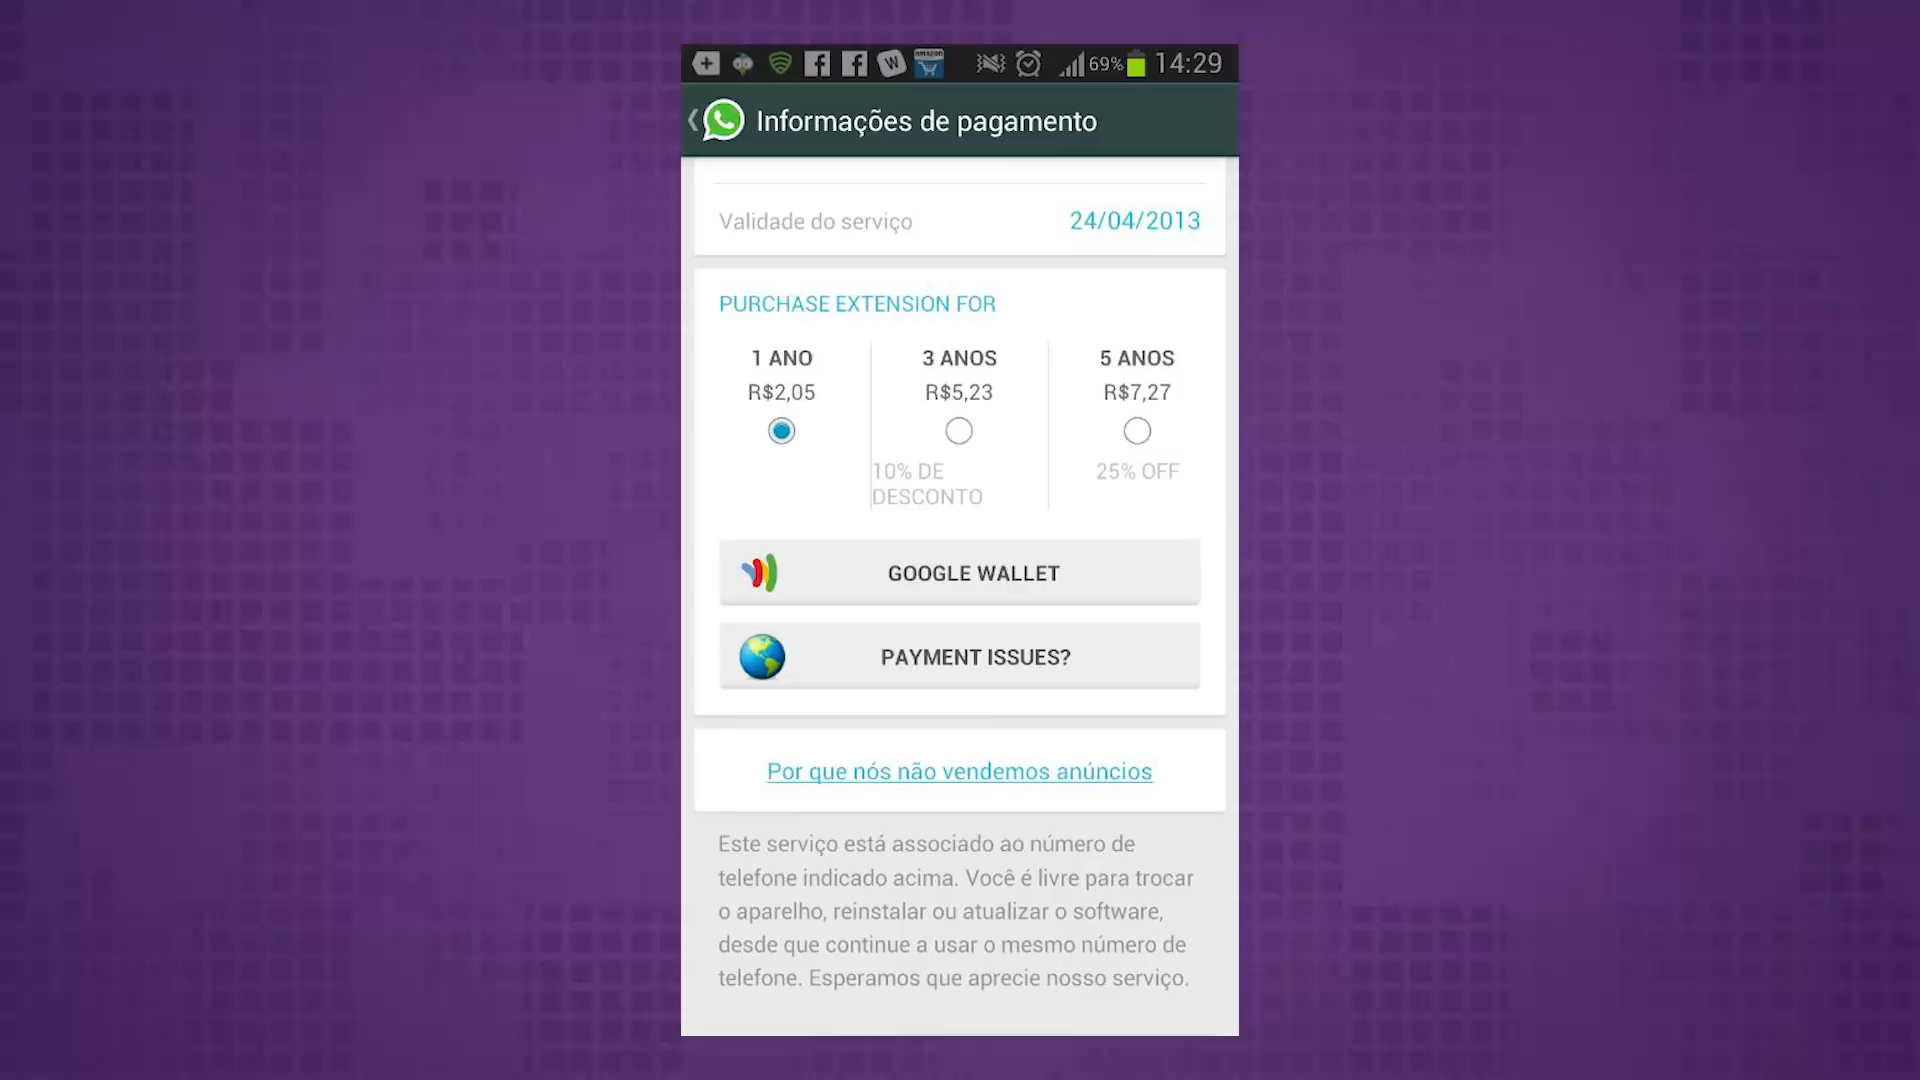 amazon
W
69% 14:29
Informações de pagamento
Validade do serviço 24/04/2013
PURCHASE EXTENSION FOR
1 ANO 3 ANOS 5 ANOS
R$2,05 R$5,23 R$7,27
10% DE 25% OFF
DESCONTO
GOOGLE WALLET
PAYMENT ISSUES?
Por que nós não vendemos anúncios
Este serviço está associado ao número de
telefone indicado acima. Você é livre para trocar
o aparelho, reinstalar ou atualizar o software,
desde que continue a usar o mesmo número de
telefone. Esperamos que aprecie nosso serviço.